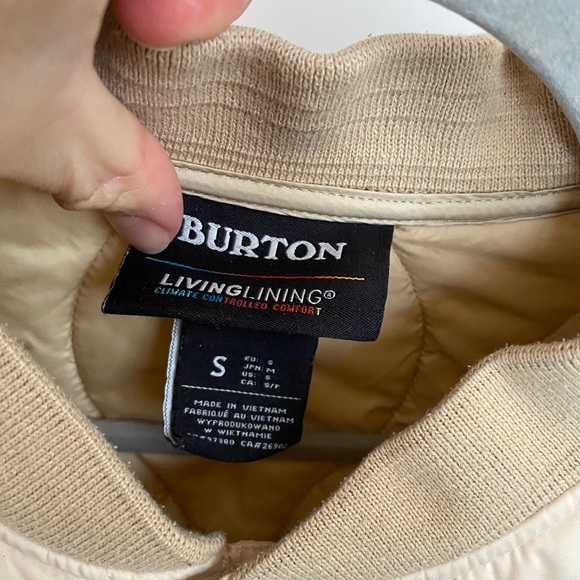 BURTON
LIVINGLINING®
CLIMATE CONTROLLED COMFORT
S
EU: S
JPN: M
US: S
CA: S/P
MADE IN VIETNAM
FABRIQUÉ AU VIETNAM
WYPRODUKOWANO
W WIETNAMIE